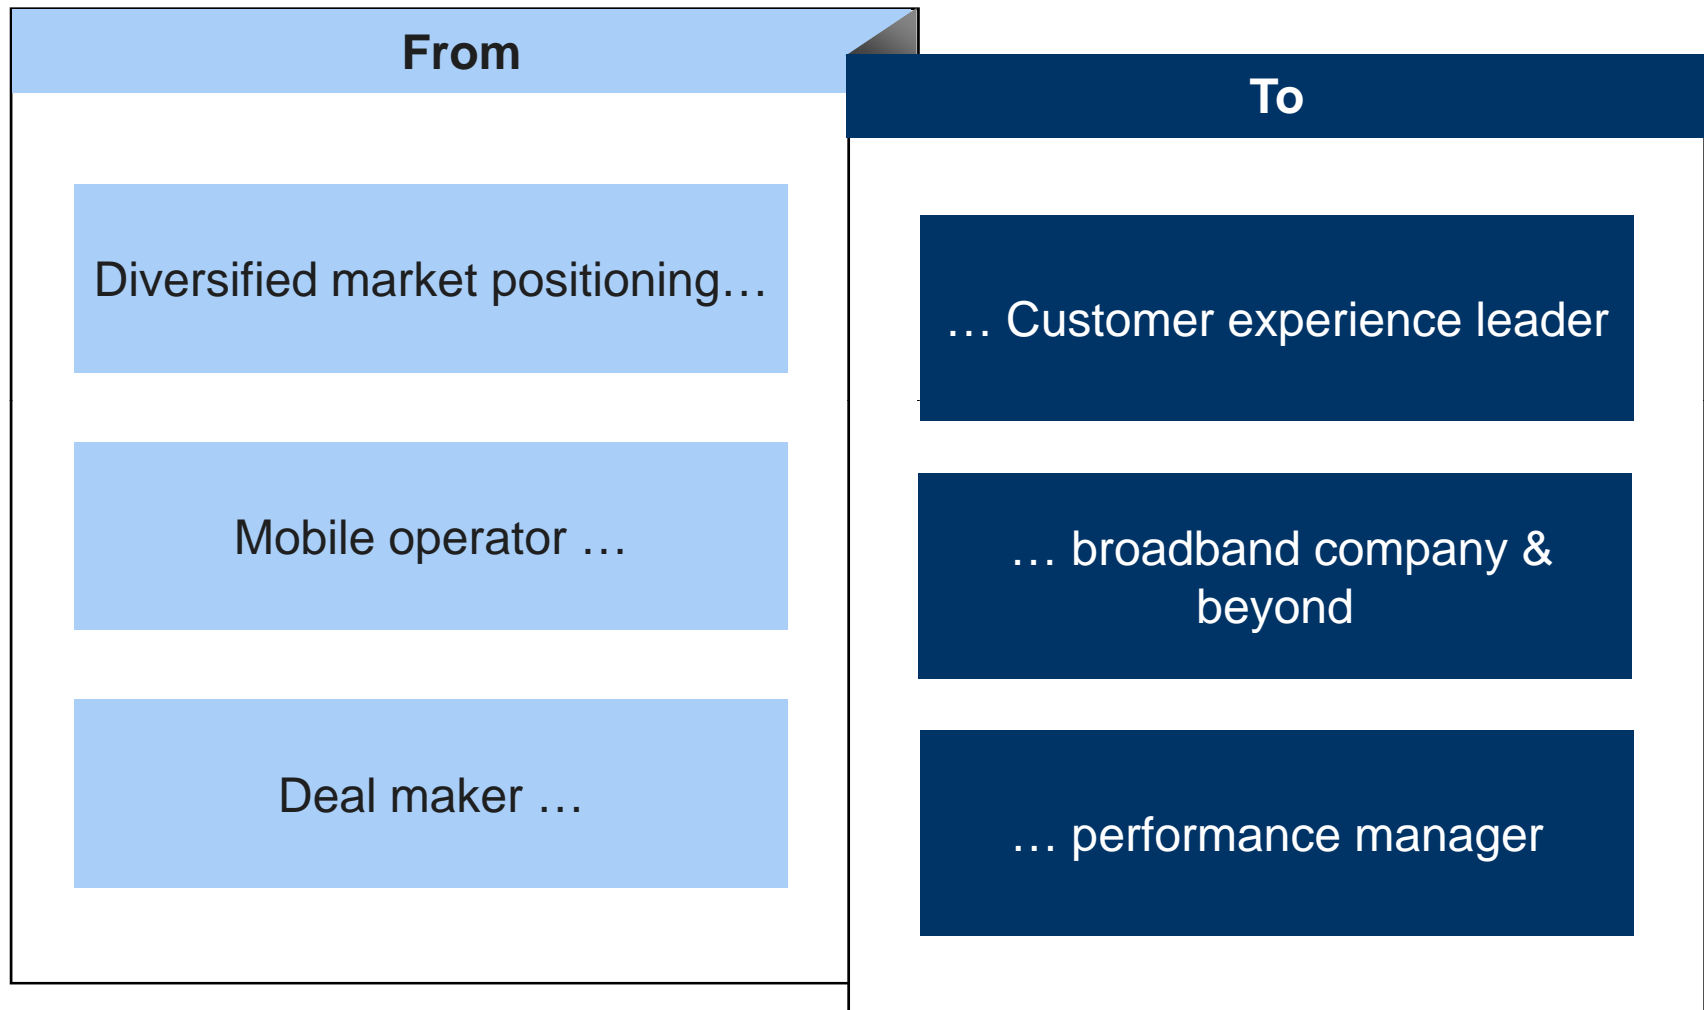 From
Diversified market positioning…
Mobile operator …
Deal maker …
To
… Customer experience leader
… broadband company &
beyond
… performance manager